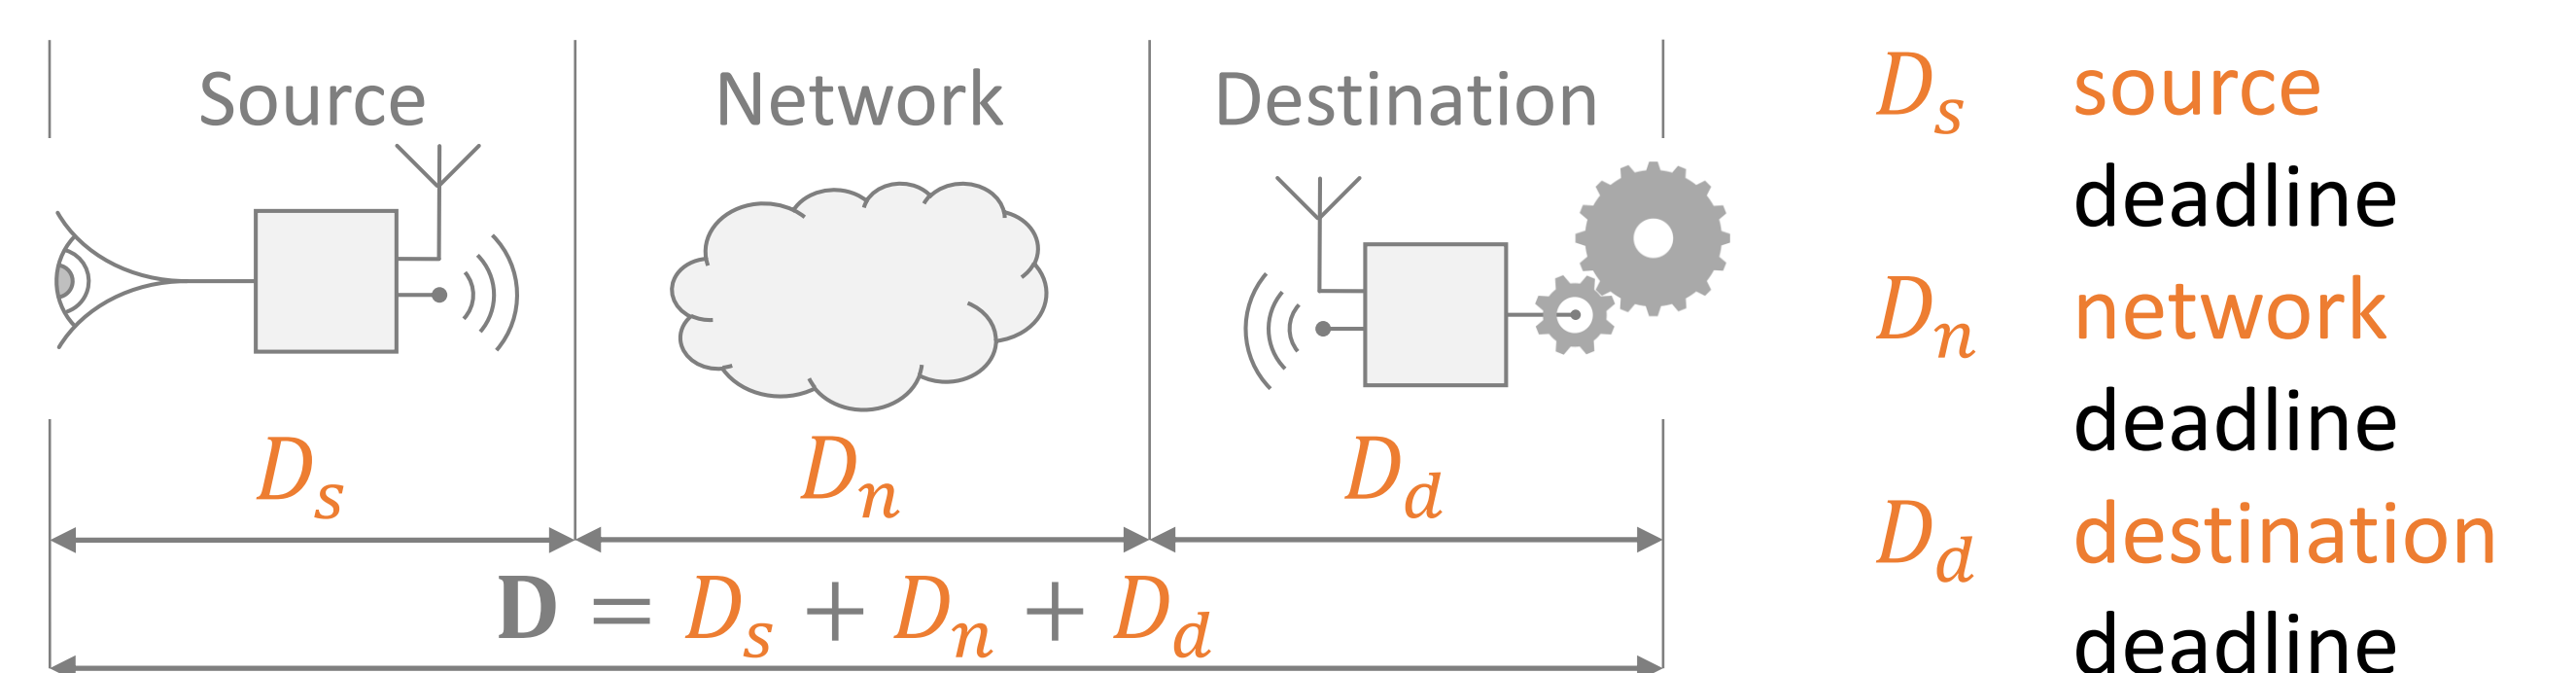 Source Network Destination
D_s D_n D_d
D = D_s + D_n + D_d
D_s source
deadline
D_n network
deadline
D_d destination
deadline